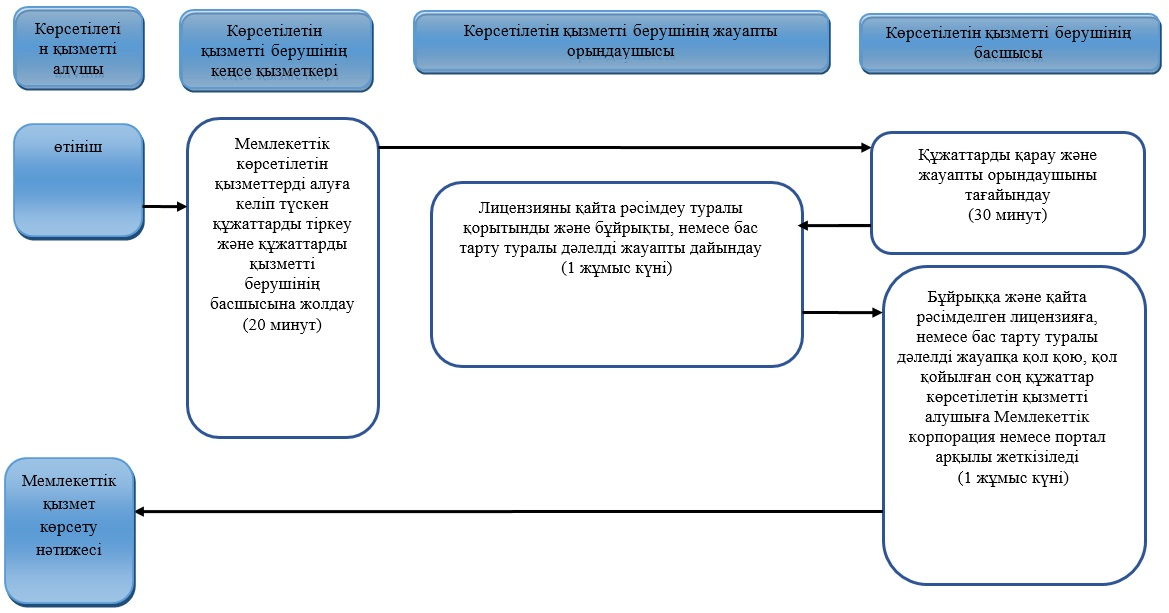 Көрсетілеті
н қызметті
алушы
Көрсетілетін
қызметті берушінің
кеңсе қызметкері
Көрсетілетін қызметті берушінің жауапты
орындаушысы
Көрсетілетін қызметті берушінің
басшысы
өтініш
Мемлекеттік
көрсетілетін
қызметтерді алуға
келіп түскен
құжаттарды тіркеу
және құжаттарды
қызметті
берушінің
басшысына жолдау
(20 минут)
Құжаттарды қарау және
жауапты орындаушыны
тағайындау
(30 минут)
Лицензияны қайта рәсімдеу туралы
қорытынды және бұйрықты, немесе бас
тарту туралы дәлелді жауапты дайындау
(1 жұмыс күні)
Бұйрыққа және қайта
рәсімделген лицензияға,
немесе бас тарту туралы
дәлелді жауапқа қол қою, қол
қойылған соң құжаттар
көрсетілетін қызметті
алушыға Мемлекеттік
корпорация немесе портал
арқылы жеткізіледі
(1 жұмыс күні)
Мемлекеттік
қызмет
көрсету
нәтижесі